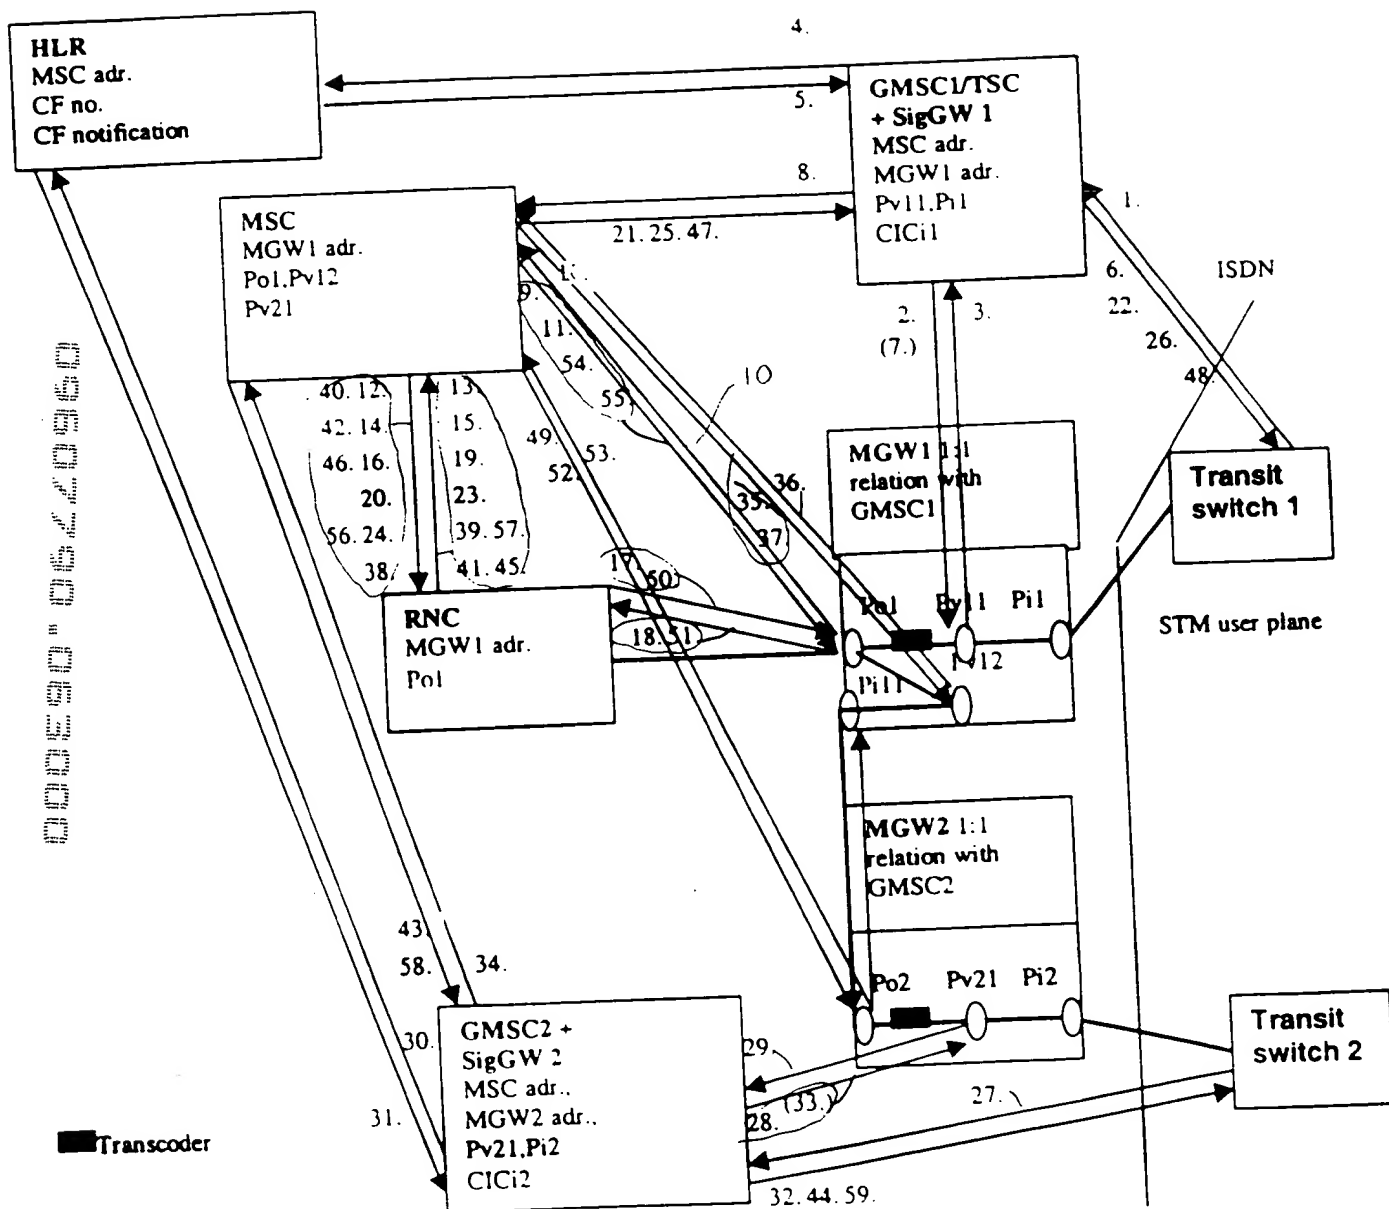 4.
HLR
MSC adr.
CF no.
CF notification
5.
GMSC1/TSC
+ SigGW 1
MSC adr.
MGW1 adr.
Pv11,Pi1
CICi1
8.
21. 25. 47.
1.
MSC
MGW1 adr.
Po1,Pv12
Pv21
6.
22.
26.
48.
ISDN
9.
11.
54.
55.
10
2.
(7.)
3.
40. 12.
42. 14.
46. 16.
20.
56. 24.
38.
13.
15.
19.
23.
39. 57.
41. 45.
49.
52.
53.
35.
37.
36.
MGW1 1:1
relation with
GMSC1
Transit
switch 1
17.
50.
18. 51.
RNC
MGW1 adr.
Po1
Po1
Pv11
Pi1
Pv12
Pi11
STM user plane
MGW2 1:1
relation with
GMSC2
Po2
Pv21
Pi2
43.
58.
34.
30.
31.
GMSC2 +
SigGW 2
MSC adr..
MGW2 adr..
Pv21,Pi2
CICi2
29.
(33.)
28.
27.
32. 44. 59.
Transit
switch 2
Transcoder